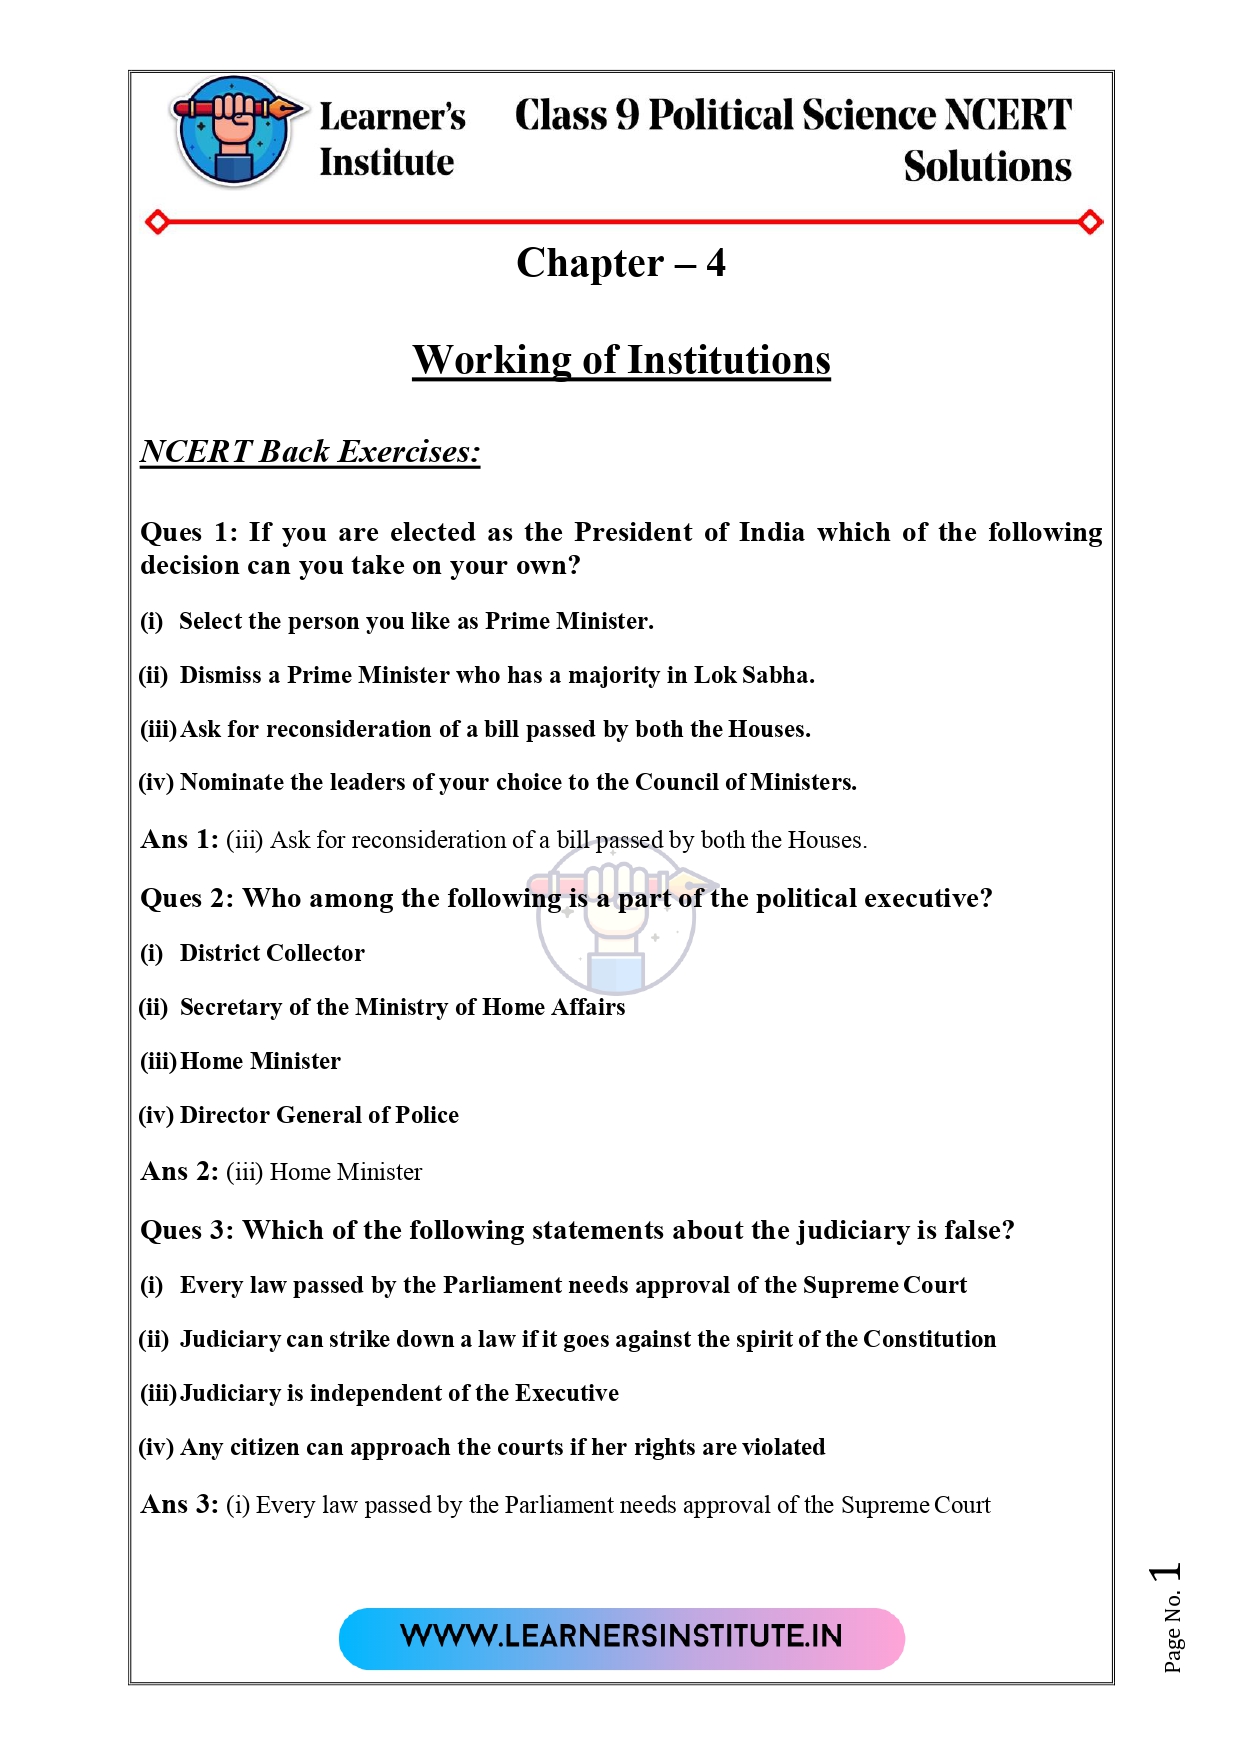 Learner's
Institute
Class 9 Political Science NCERT
Solutions
Chapter – 4
Working of Institutions
NCERT Back Exercises:
Ques 1: If you are elected as the President of India which of the following
decision can you take on your own?
(i) Select the person you like as Prime Minister.
(ii) Dismiss a Prime Minister who has a majority in Lok Sabha.
(iii) Ask for reconsideration of a bill passed by both the Houses.
(iv) Nominate the leaders of your choice to the Council of Ministers.
Ans 1: (iii) Ask for reconsideration of a bill passed by both the Houses.
Ques 2: Who among the following is a part of the political executive?
(i) District Collector
(ii) Secretary of the Ministry of Home Affairs
(iii) Home Minister
(iv) Director General of Police
Ans 2: (iii) Home Minister
Ques 3: Which of the following statements about the judiciary is false?
(i) Every law passed by the Parliament needs approval of the Supreme Court
(ii) Judiciary can strike down a law if it goes against the spirit of the Constitution
(iii) Judiciary is independent of the Executive
(iv) Any citizen can approach the courts if her rights are violated
Ans 3: (i) Every law passed by the Parliament needs approval of the Supreme Court
WWW.LEARNERSINSTITUTE.IN
Page No. 1